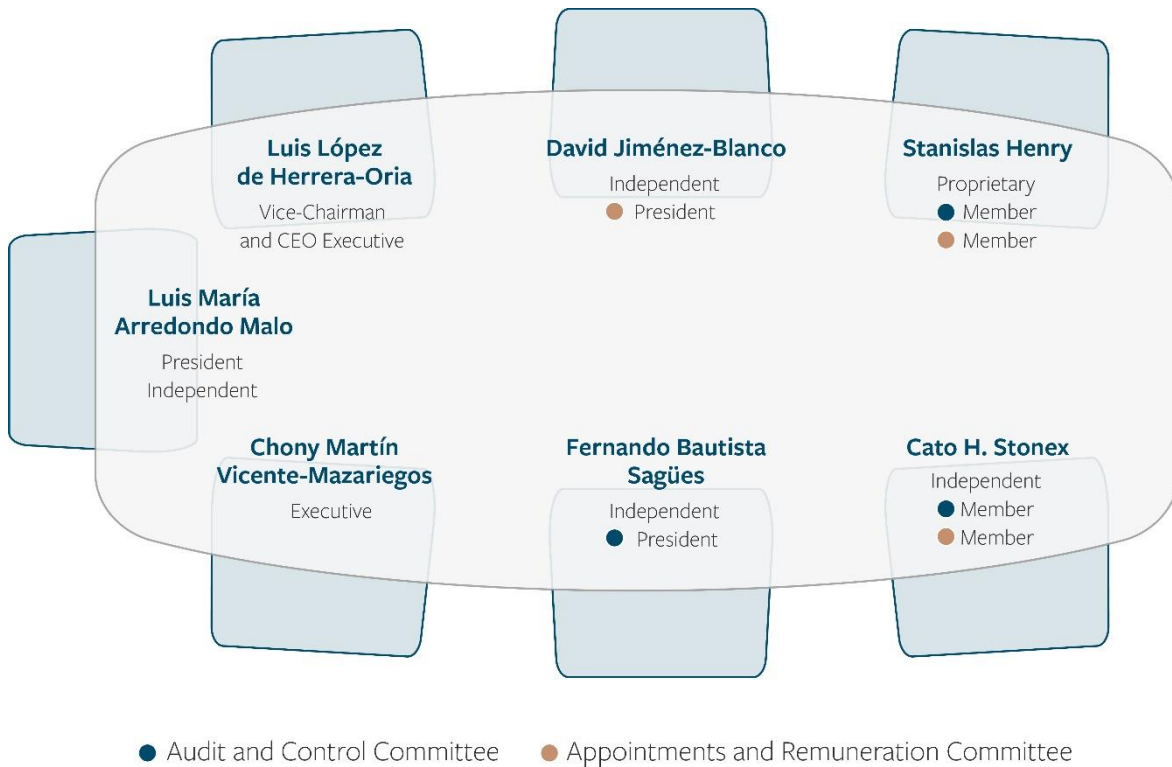 Luis López
de Herrera-Oria
Vice-Chairman
and CEO Executive
David Jiménez-Blanco
Independent
President
Stanislas Henry
Proprietary
Member
Member
Luis María
Arredondo Malo
President
Independent
Chony Martín
Vicente-Mazariegos
Executive
Fernando Bautista
Sagües
Independent
President
Cato H. Stonex
Independent
Member
Member
Audit and Control Committee
Appointments and Remuneration Committee